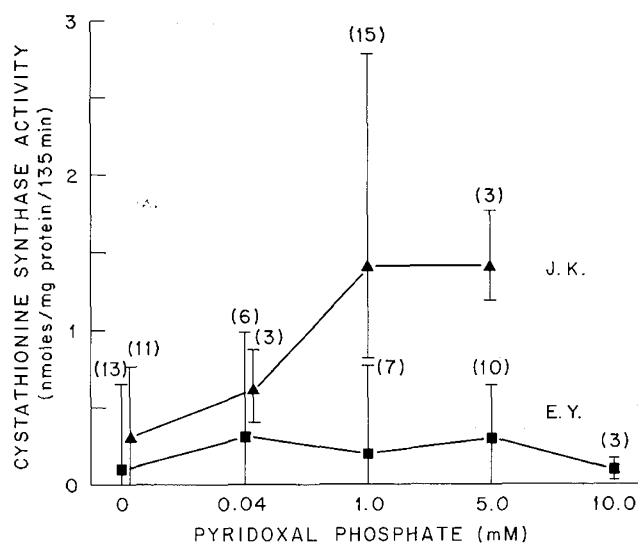 CYSTATHIONINE SYNTHASE ACTIVITY
(nmoles/mg protein/135 min)
3
2
1
0
(15)
(3)
J.K.
(6)
(3)
(13)
(11)
(7)
(10)
E.Y.
(3)
0 0.04 1.0 5.0 10.0
PYRIDOXAL PHOSPHATE (mM)